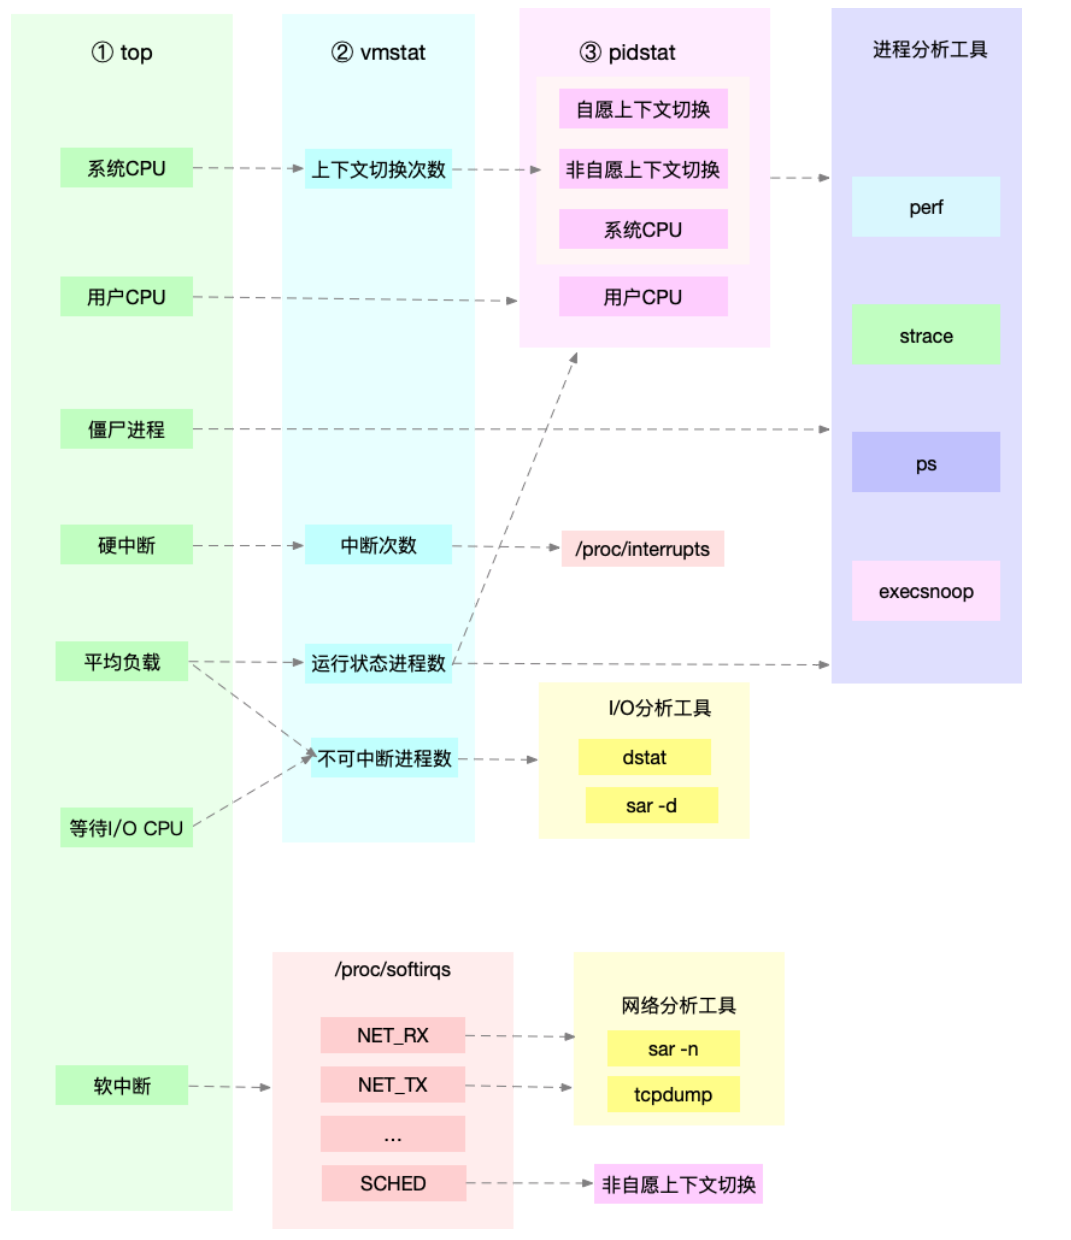 ① top
系统CPU
用户CPU
僵尸进程
硬中断
平均负载
等待I/O CPU
软中断
② vmstat
上下文切换次数
中断次数
运行状态进程数
不可中断进程数
③ pidstat
自愿上下文切换
非自愿上下文切换
系统CPU
用户CPU
/proc/interrupts
I/O分析工具
dstat
sar -d
进程分析工具
perf
strace
ps
execsnoop
/proc/softirqs
NET_RX
NET_TX
...
SCHED
网络分析工具
sar -n
tcpdump
非自愿上下文切换